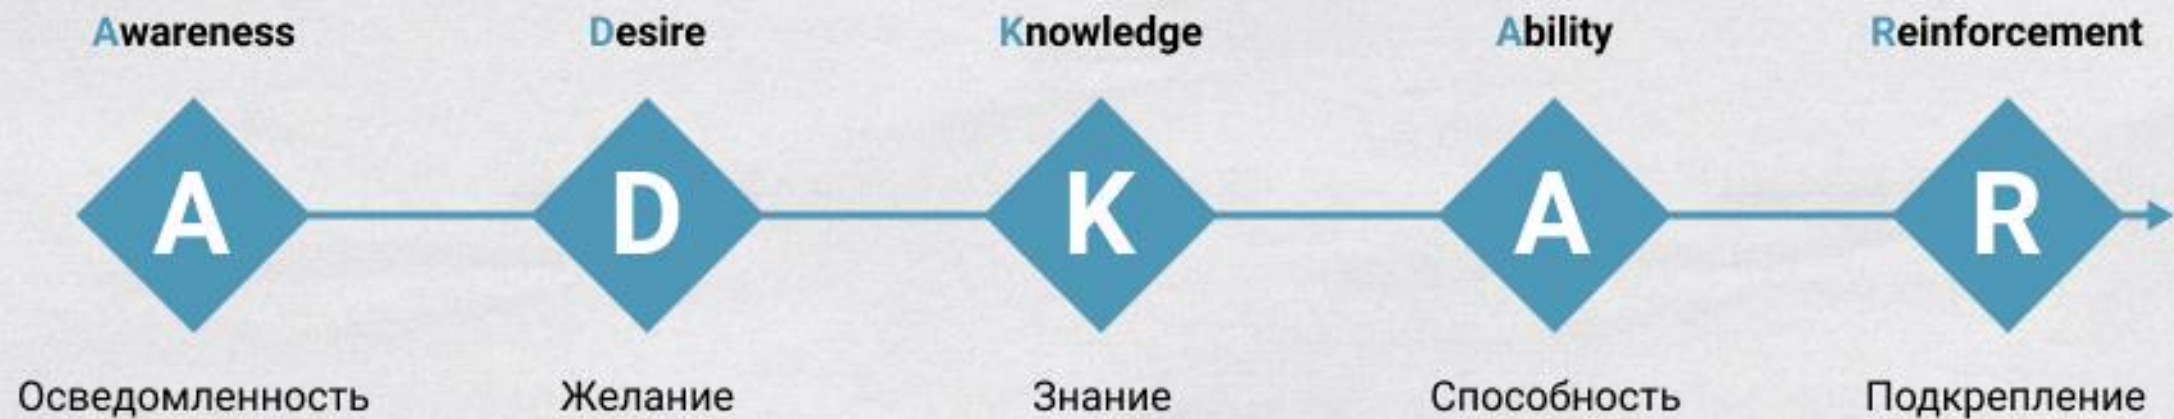 Awareness Desire Knowledge Ability Reinforcement
A D K A R
Осведомленность Желание Знание Способность Подкрепление